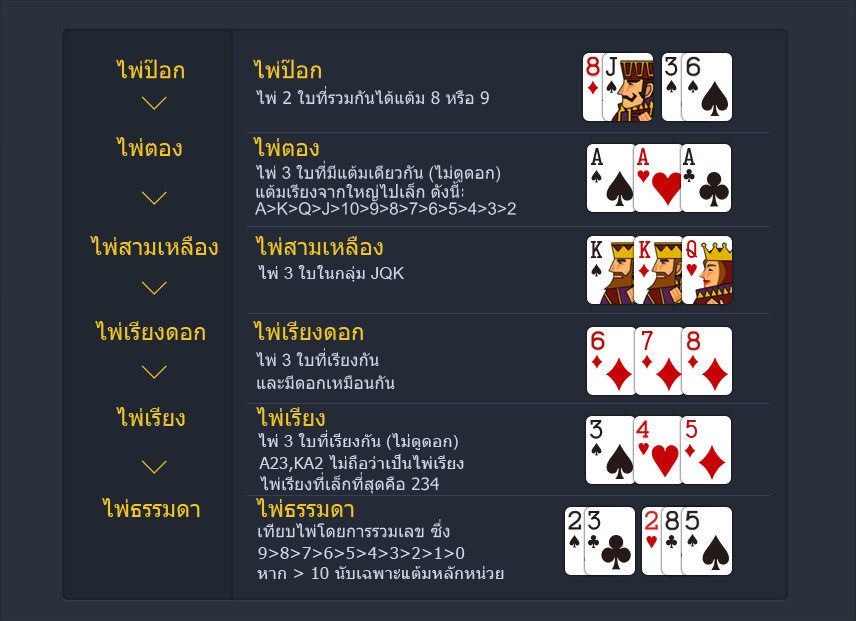 ไพ่ป๊อก
ไพ่ตอง
ไพ่สามเหลือง
ไพ่เรียงดอก
ไพ่เรียง
ไพ่ธรรมดา
ไพ่ป๊อก
ไพ่ 2 ใบที่รวมกันได้แต้ม 8 หรือ 9
8 J 3 6
ไพ่ตอง
ไพ่ 3 ใบที่มีแต้มเดียวกัน (ไม่ดูดอก)
แต้มเรียงจากใหญ่ไปเล็ก ดังนี้:
A>K>Q>J>10>9>8>7>6>5>4>3>2
A A A
ไพ่สามเหลือง
ไพ่ 3 ใบในกลุ่ม JQK
K K Q
ไพ่เรียงดอก
ไพ่ 3 ใบที่เรียงกัน
และมีดอกเหมือนกัน
6 7 8
ไพ่เรียง
ไพ่ 3 ใบที่เรียงกัน (ไม่ดูดอก)
A23,KA2 ไม่ถือว่าเป็นไพ่เรียง
ไพ่เรียงที่เล็กที่สุดคือ 234
3 4 5
ไพ่ธรรมดา
เทียบไพ่โดยการรวมเลข ซึ่ง
9>8>7>6>5>4>3>2>1>0
หาก > 10 นับเฉพาะแต้มหลักหน่วย
2 3 2 8 5